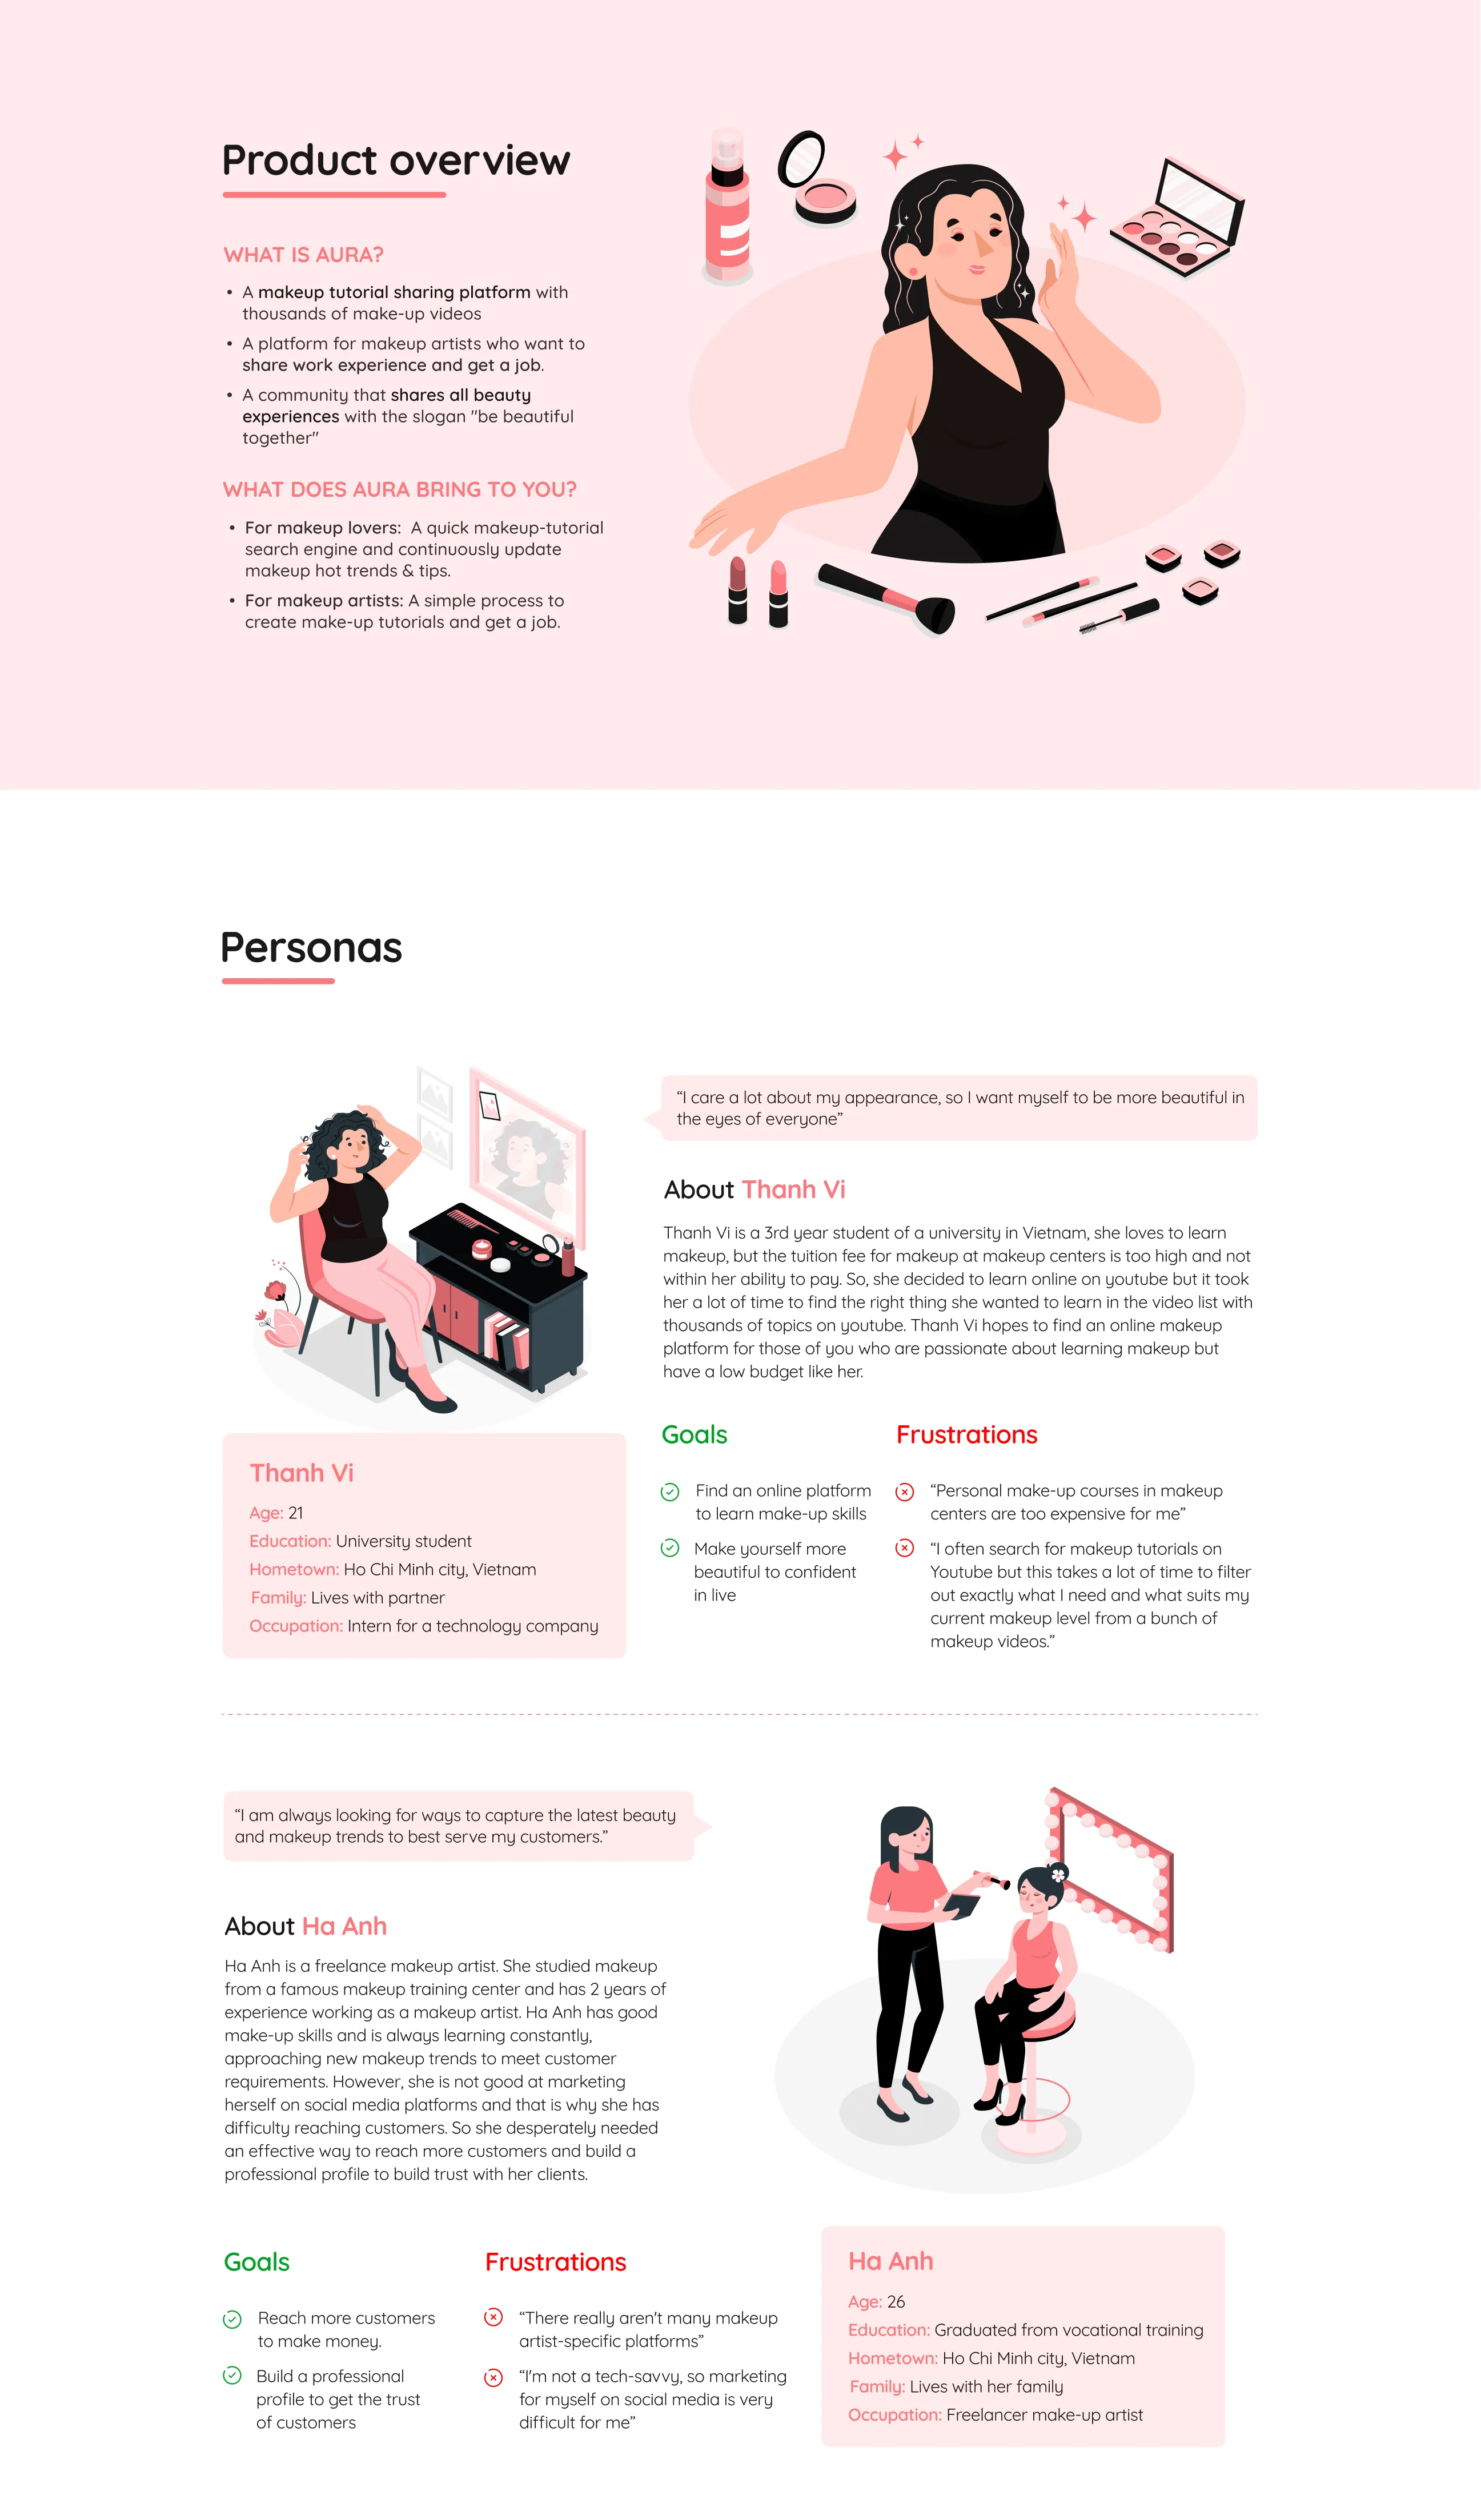 Product overview
WHAT IS AURA?
• A makeup tutorial sharing platform with
thousands of make-up videos
• A platform for makeup artists who want to
share work experience and get a job.
• A community that shares all beauty
experiences with the slogan "be beautiful
together"
WHAT DOES AURA BRING TO YOU?
• For makeup lovers: A quick makeup-tutorial
search engine and continuously update
makeup hot trends & tips.
• For makeup artists: A simple process to
create make-up tutorials and get a job.
Personas
“I care a lot about my appearance, so I want myself to be more beautiful in
the eyes of everyone”
About Thanh Vi
Thanh Vi is a 3rd year student of a university in Vietnam, she loves to learn
makeup, but the tuition fee for makeup at makeup centers is too high and not
within her ability to pay. So, she decided to learn online on youtube but it took
her a lot of time to find the right thing she wanted to learn in the video list with
thousands of topics on youtube. Thanh Vi hopes to find an online makeup
platform for those of you who are passionate about learning makeup but
have a low budget like her.
Thanh Vi
Age: 21
Education: University student
Hometown: Ho Chi Minh city, Vietnam
Family: Lives with partner
Occupation: Intern for a technology company
Goals
Find an online platform
to learn make-up skills
Make yourself more
beautiful to confident
in live
Frustrations
“Personal make-up courses in makeup
centers are too expensive for me”
“I often search for makeup tutorials on
Youtube but this takes a lot of time to filter
out exactly what I need and what suits my
current makeup level from a bunch of
makeup videos.”
“I am always looking for ways to capture the latest beauty
and makeup trends to best serve my customers.”
About Ha Anh
Ha Anh is a freelance makeup artist. She studied makeup
from a famous makeup training center and has 2 years of
experience working as a makeup artist. Ha Anh has good
make-up skills and is always learning constantly,
approaching new makeup trends to meet customer
requirements. However, she is not good at marketing
herself on social media platforms and that is why she has
difficulty reaching customers. So she desperately needed
an effective way to reach more customers and build a
professional profile to build trust with her clients.
Goals
Reach more customers
to make money.
Build a professional
profile to get the trust
of customers
Frustrations
“There really aren't many makeup
artist-specific platforms”
“I'm not a tech-savvy, so marketing
for myself on social media is very
difficult for me”
Ha Anh
Age: 26
Education: Graduated from vocational training
Hometown: Ho Chi Minh city, Vietnam
Family: Lives with her family
Occupation: Freelancer make-up artist